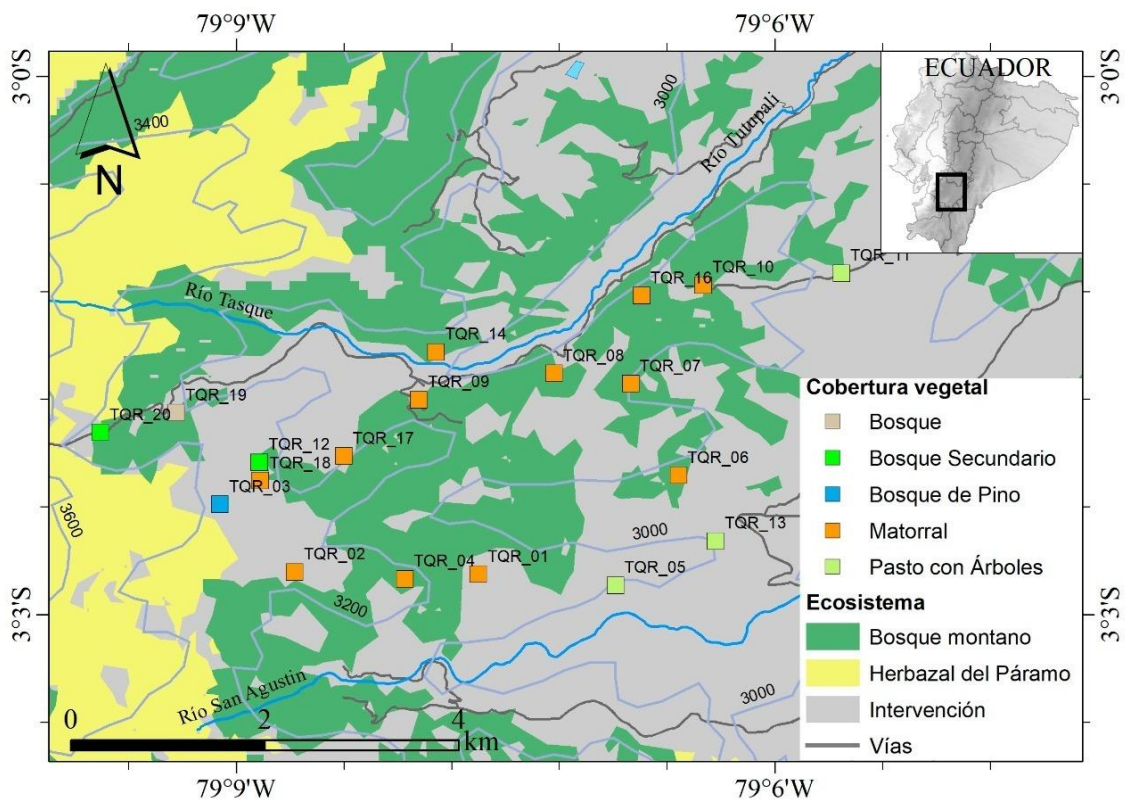 79°9'W
79°6'W
3°0'S
3°0'S
ECUADOR
3400
3000
Río Tutupali
N
TQR_11
TQR_10
TQR_16
Río Tasque
TQR_14
TQR_08
TQR_07
TQR_09
TQR_19
TQR_20
TQR_12
TQR_17
TQR_18
TQR_03
TQR_06
3600
3000
TQR_13
TQR_02
TQR_04
TQR_01
TQR_05
3200
3°3'S
3°3'S
Río San Agustin
3000
Cobertura vegetal
Bosque
Bosque Secundario
Bosque de Pino
Matorral
Pasto con Árboles
Ecosistema
Bosque montano
Herbazal del Páramo
Intervención
Vías
0
2
4
km
79°9'W
79°6'W